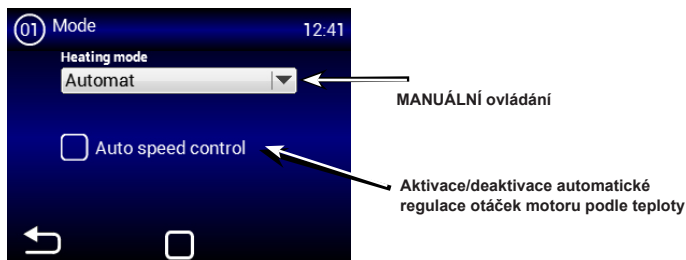 01 Mode 12:41
Heating mode
Automat
MANUÁLNÍ ovládání
Auto speed control
Aktivace/deaktivace automatické
regulace otáček motoru podle teploty